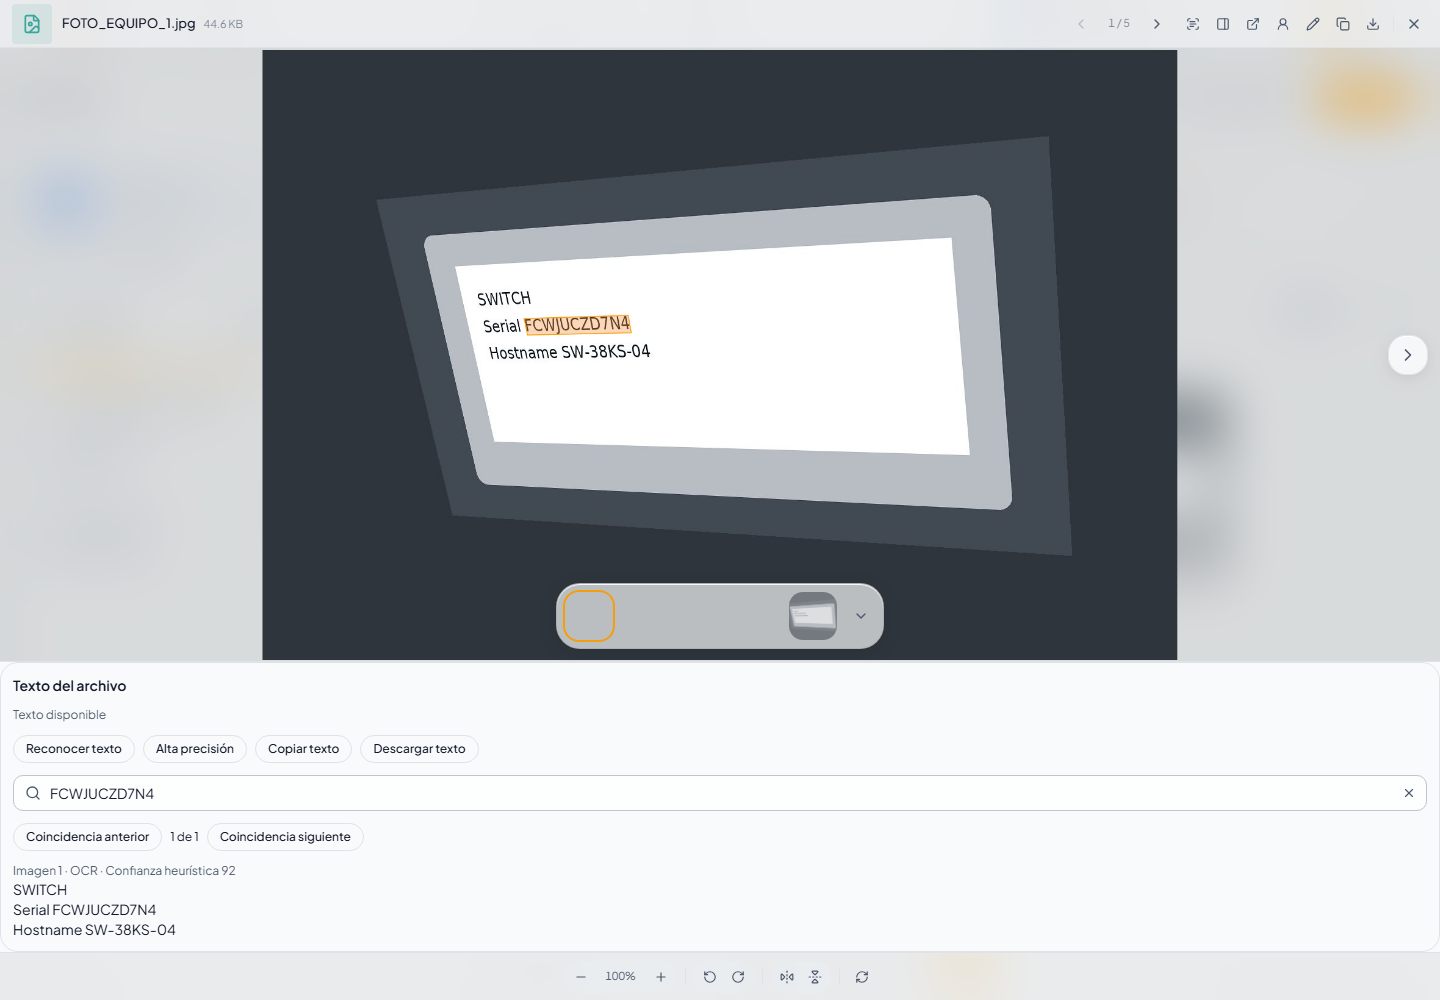 FOTO_EQUIPO_1.jpg 44.6 KB
1 / 5
SWITCH
Serial FCWJUCZD7N4
Hostname SW-38KS-04
Texto del archivo
Texto disponible
Reconocer texto Alta precisión Copiar texto Descargar texto
FCWJUCZD7N4
Coincidencia anterior 1 de 1 Coincidencia siguiente
Imagen 1 · OCR · Confianza heurística 92
SWITCH
Serial FCWJUCZD7N4
Hostname SW-38KS-04
100%